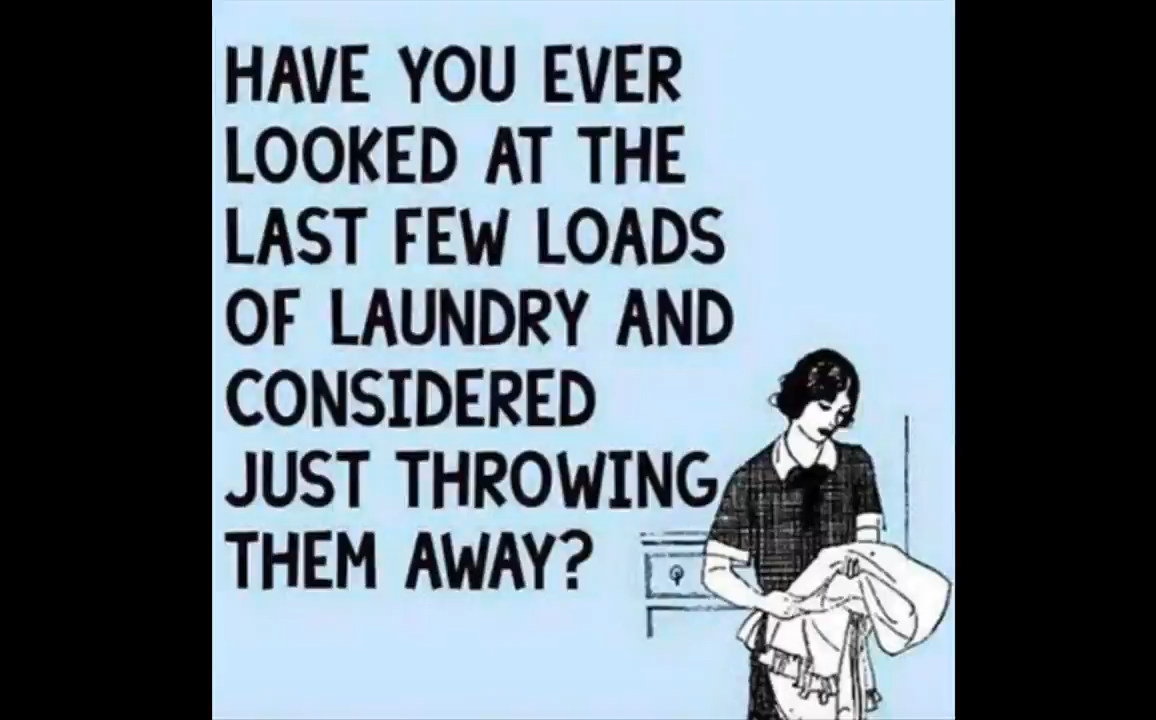 HAVE YOU EVER
LOOKED AT THE
LAST FEW LOADS
OF LAUNDRY AND
CONSIDERED
JUST THROWING
THEM AWAY?